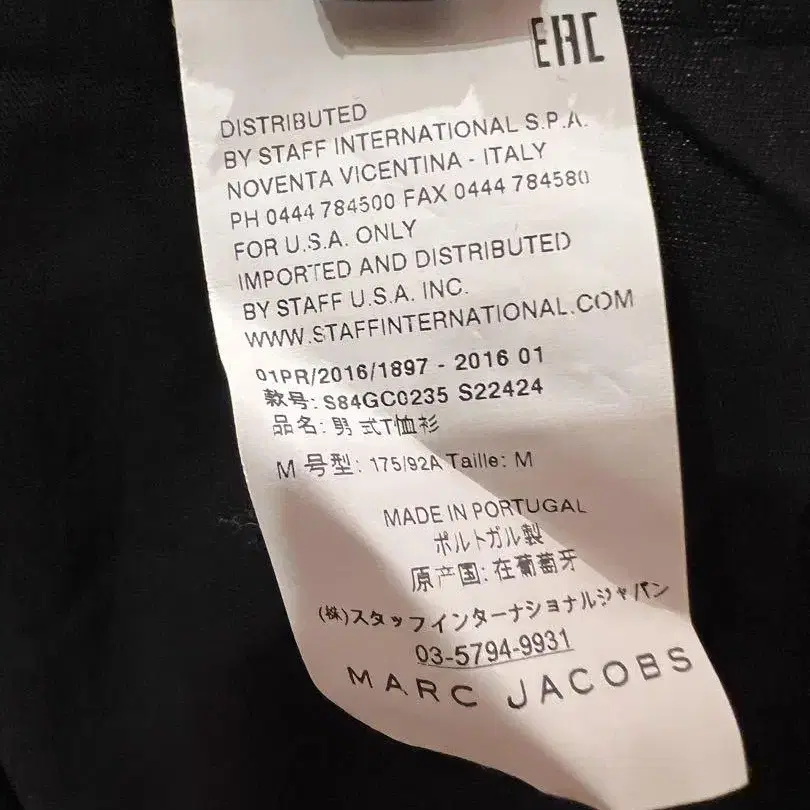 EAC
DISTRIBUTED
BY STAFF INTERNATIONAL S.P.A.
NOVENTA VICENTINA - ITALY
PH 0444 784500 FAX 0444 784580
FOR U.S.A. ONLY
IMPORTED AND DISTRIBUTED
BY STAFF U.S.A. INC.
WWW.STAFFINTERNATIONAL.COM
01PR/2016/1897 - 2016 01
款号: S84GC0235 S22424
品名: 男式T恤衫
M 号型: 175/92A Taille: M
MADE IN PORTUGAL
ポルトガル製
原产国: 在葡萄牙
(株)スタッフインターナショナルジャパン
03-5794-9931
MARC JACOBS